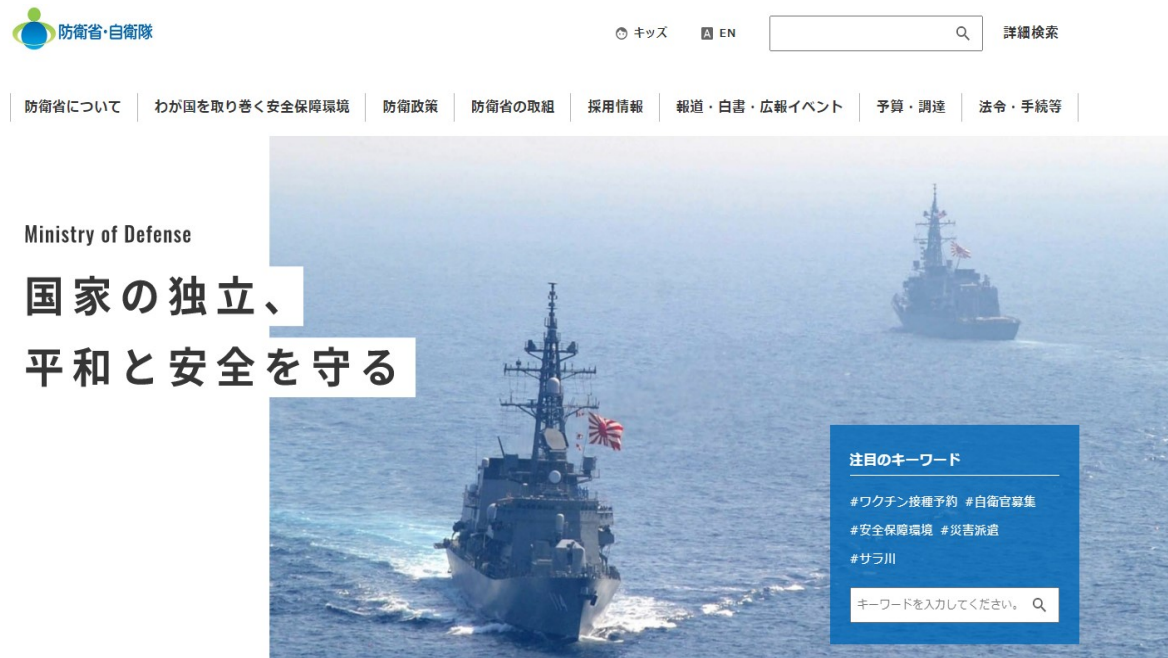 防衛省・自衛隊
キッズ
A EN
詳細検索
防衛省について
わが国を取り巻く安全保障環境
防衛政策
防衛省の取組
採用情報
報道・白書・広報イベント
予算・調達
法令・手続等
Ministry of Defense
国家の独立、
平和と安全を守る
注目のキーワード
#ワクチン接種予約 #自衛官募集
#安全保障環境 #災害派遣
#サラ川
キーワードを入力してください。